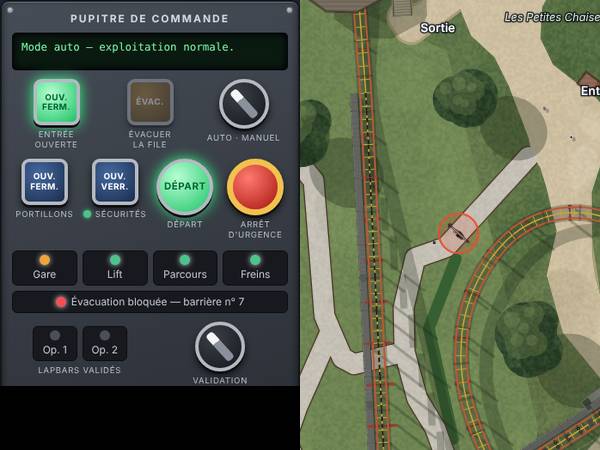 PUPITRE DE COMMANDE
Mode auto — exploitation normale.
OUV.
FERM.
ÉVAC.
ENTRÉE
OUVERTE
ÉVACUER
LA FILE
AUTO · MANUEL
OUV.
FERM.
OUV.
VERR.
DÉPART
PORTILLONS
SÉCURITÉS
DÉPART
ARRÊT
D'URGENCE
Gare
Lift
Parcours
Freins
Évacuation bloquée — barrière n° 7
Op. 1
Op. 2
LAPBARS VALIDÉS
VALIDATION
Les Petites Chaise
Sortie
Ent